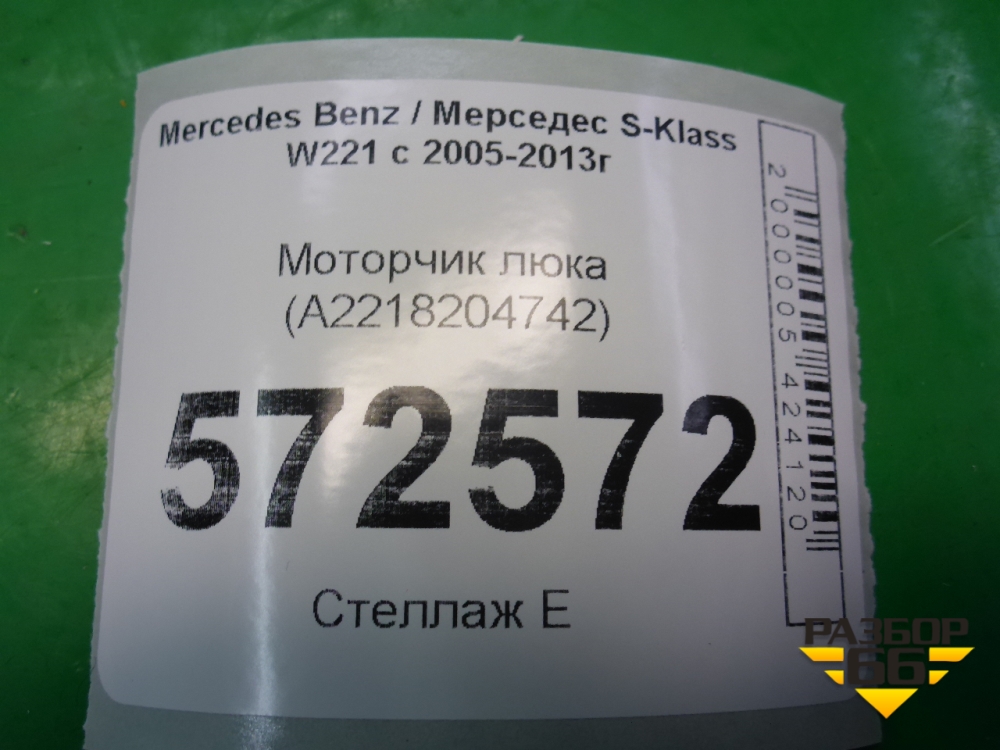 Mercedes Benz / Мерседес S-Klass
W221 с 2005-2013г
Моторчик люка
(A2218204742)
572572
Стеллаж Е
2000005424120
РАЗБОР
66